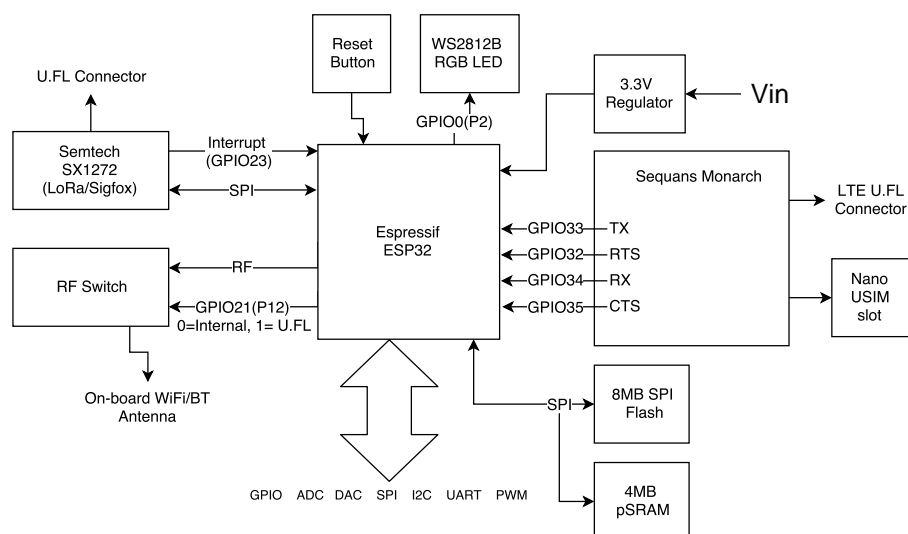 Reset
Button
WS2812B
RGB LED
U.FL Connector
3.3V
Regulator
Vin
GPIO0(P2)
Semtech
SX1272
(LoRa/Sigfox)
Interrupt
(GPIO23)
SPI
Espressif
ESP32
Sequans Monarch
LTE U.FL
Connector
GPIO33
TX
GPIO32
RTS
GPIO34
RX
GPIO35
CTS
RF Switch
RF
GPIO21(P12)
0=Internal, 1= U.FL
Nano
USIM
slot
On-board WiFi/BT
Antenna
SPI
8MB SPI
Flash
4MB
pSRAM
GPIO ADC DAC SPI I2C UART PWM